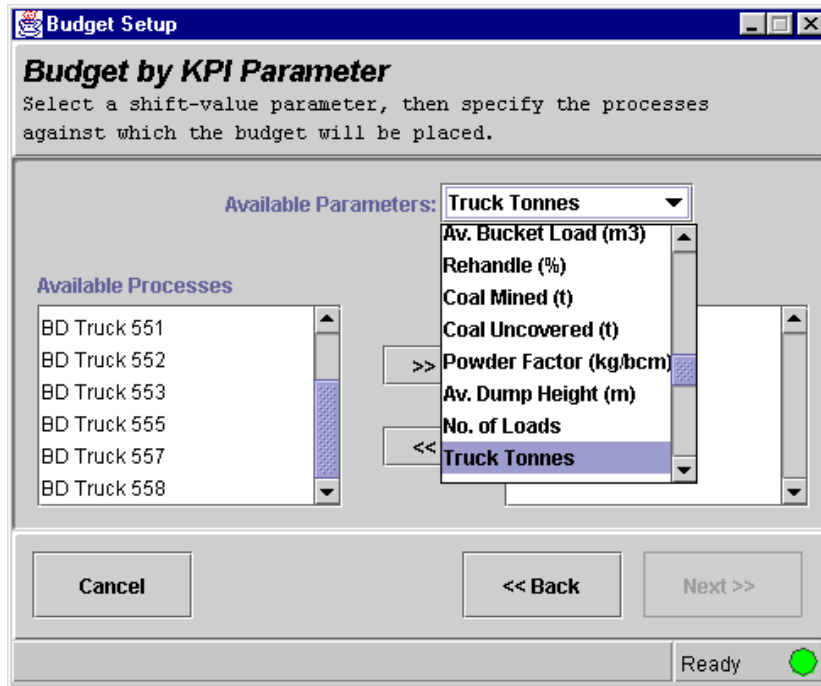 Budget Setup
Budget by KPI Parameter
Select a shift-value parameter, then specify the processes
against which the budget will be placed.
Available Parameters:
Truck Tonnes
Av. Bucket Load (m3)
Rehandle (%)
Coal Mined (t)
Coal Uncovered (t)
Powder Factor (kg/bcm)
Av. Dump Height (m)
No. of Loads
Truck Tonnes
Available Processes
BD Truck 551
BD Truck 552
BD Truck 553
BD Truck 555
BD Truck 557
BD Truck 558
>>
<<
Cancel
<< Back
Next >>
Ready